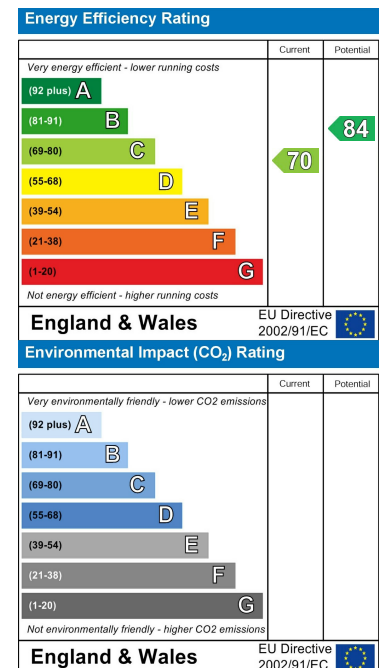 Energy Efficiency Rating
Current Potential
Very energy efficient - lower running costs
(92 plus) A
(81-91) B
84
(69-80) C
70
(55-68) D
(39-54) E
(21-38) F
(1-20) G
Not energy efficient - higher running costs
England & Wales
EU Directive
2002/91/EC
Environmental Impact (CO₂) Rating
Current Potential
Very environmentally friendly - lower CO2 emissions
(92 plus) A
(81-91) B
(69-80) C
(55-68) D
(39-54) E
(21-38) F
(1-20) G
Not environmentally friendly - higher CO2 emissions
England & Wales
EU Directive
2002/91/EC